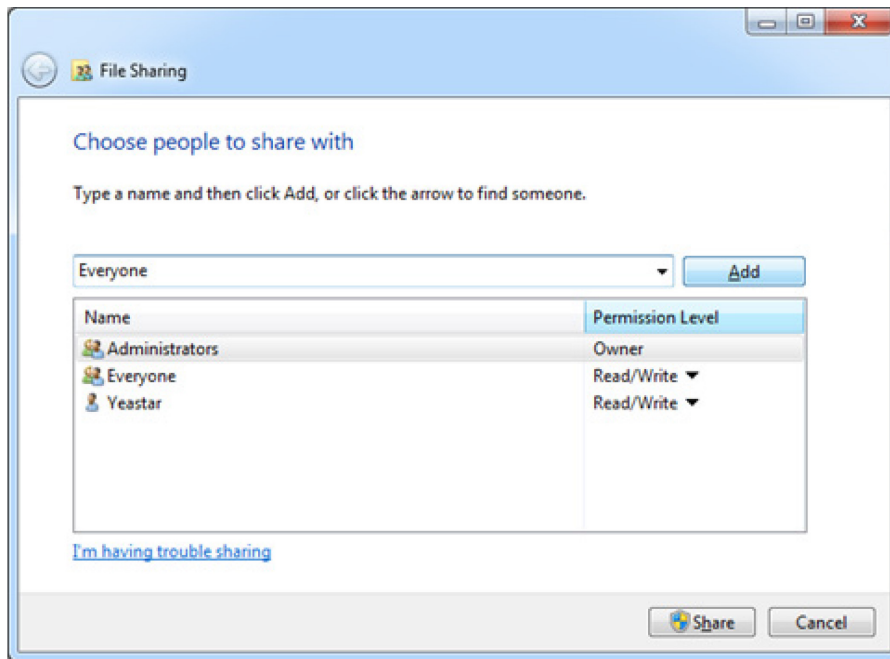 File Sharing
Choose people to share with
Type a name and then click Add, or click the arrow to find someone.
Everyone Add
Name Permission Level
Administrators Owner
Everyone Read/Write
Yeastar Read/Write
I'm having trouble sharing
Share Cancel